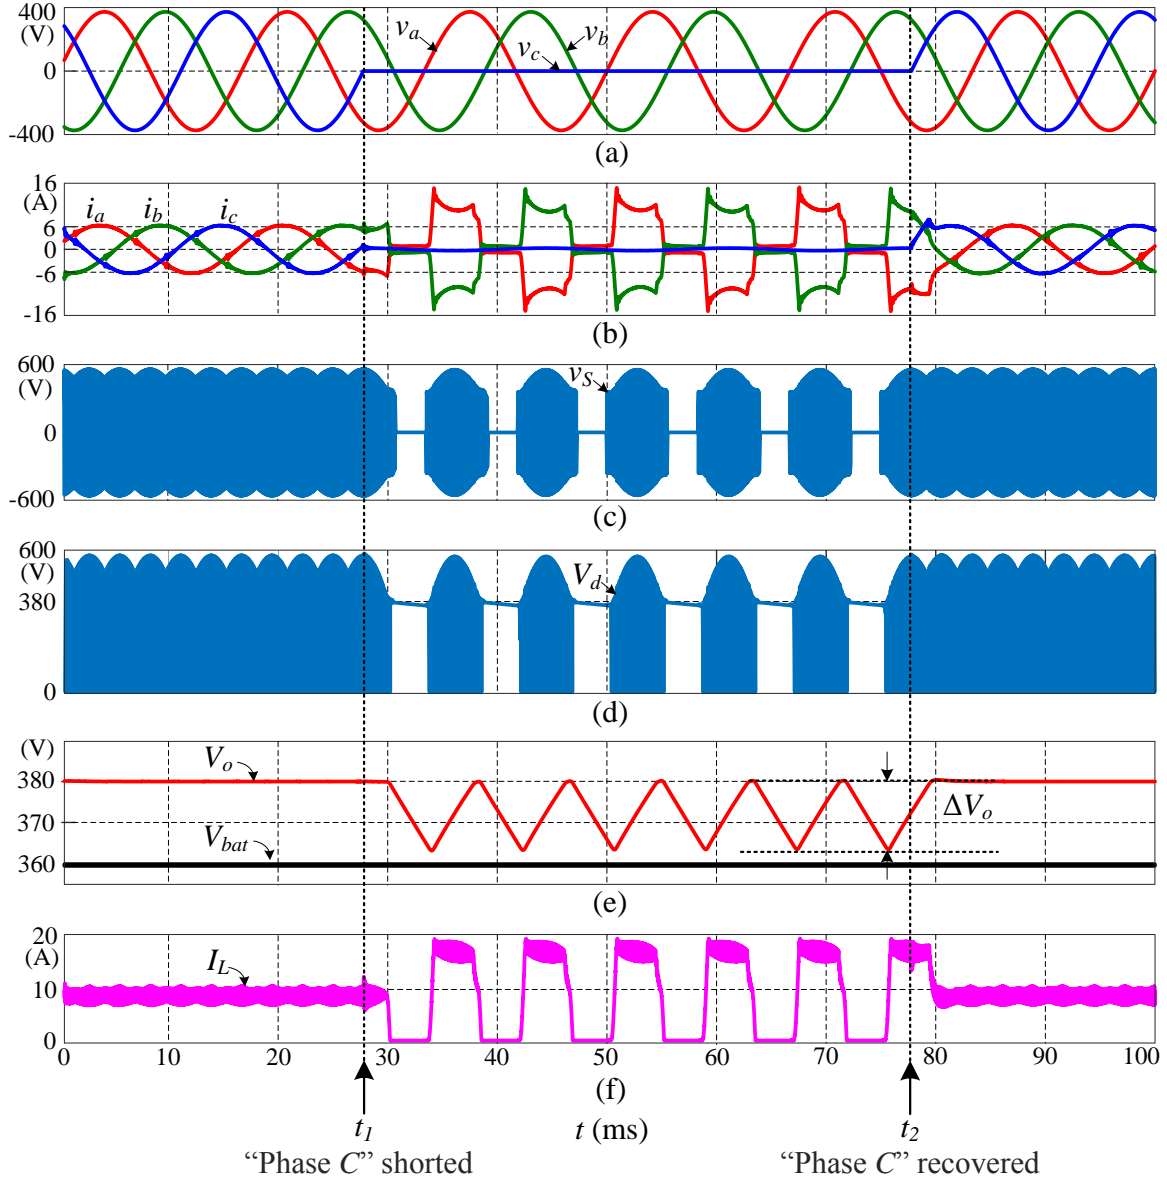 400
(V)
0
-400
v_a
v_c
v_b
(a)
16
(A)
6
0
-6
-16
i_a
i_b
i_c
(b)
600
(V)
0
-600
v_S
(c)
600
(V)
380
0
V_d
(d)
(V)
380
370
360
V_o
V_bat
ΔV_o
(e)
20
(A)
10
0
I_L
0 10 20 30 40 50 60 70 80 90 100
(f)
t_1 t (ms) t_2
“Phase C” shorted “Phase C” recovered